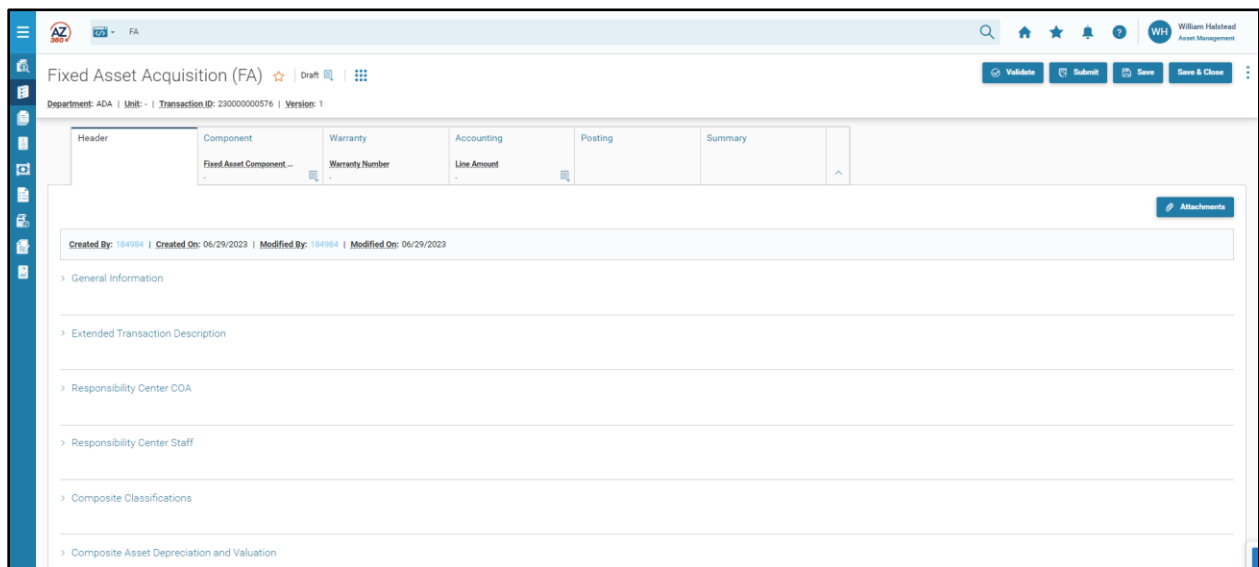 AZ
360
FA
WH
William Halstead
Asset Management
Fixed Asset Acquisition (FA)
Draft
Validate
Submit
Save
Save & Close
Department: ADA | Unit: - | Transaction ID: 230000000576 | Version: 1
Header
Component
Warranty
Accounting
Posting
Summary
Fixed Asset Component ...
Warranty Number
Line Amount
-
-
-
Attachments
Created By: 184984 | Created On: 06/29/2023 | Modified By: 184984 | Modified On: 06/29/2023
General Information
Extended Transaction Description
Responsibility Center COA
Responsibility Center Staff
Composite Classifications
Composite Asset Depreciation and Valuation